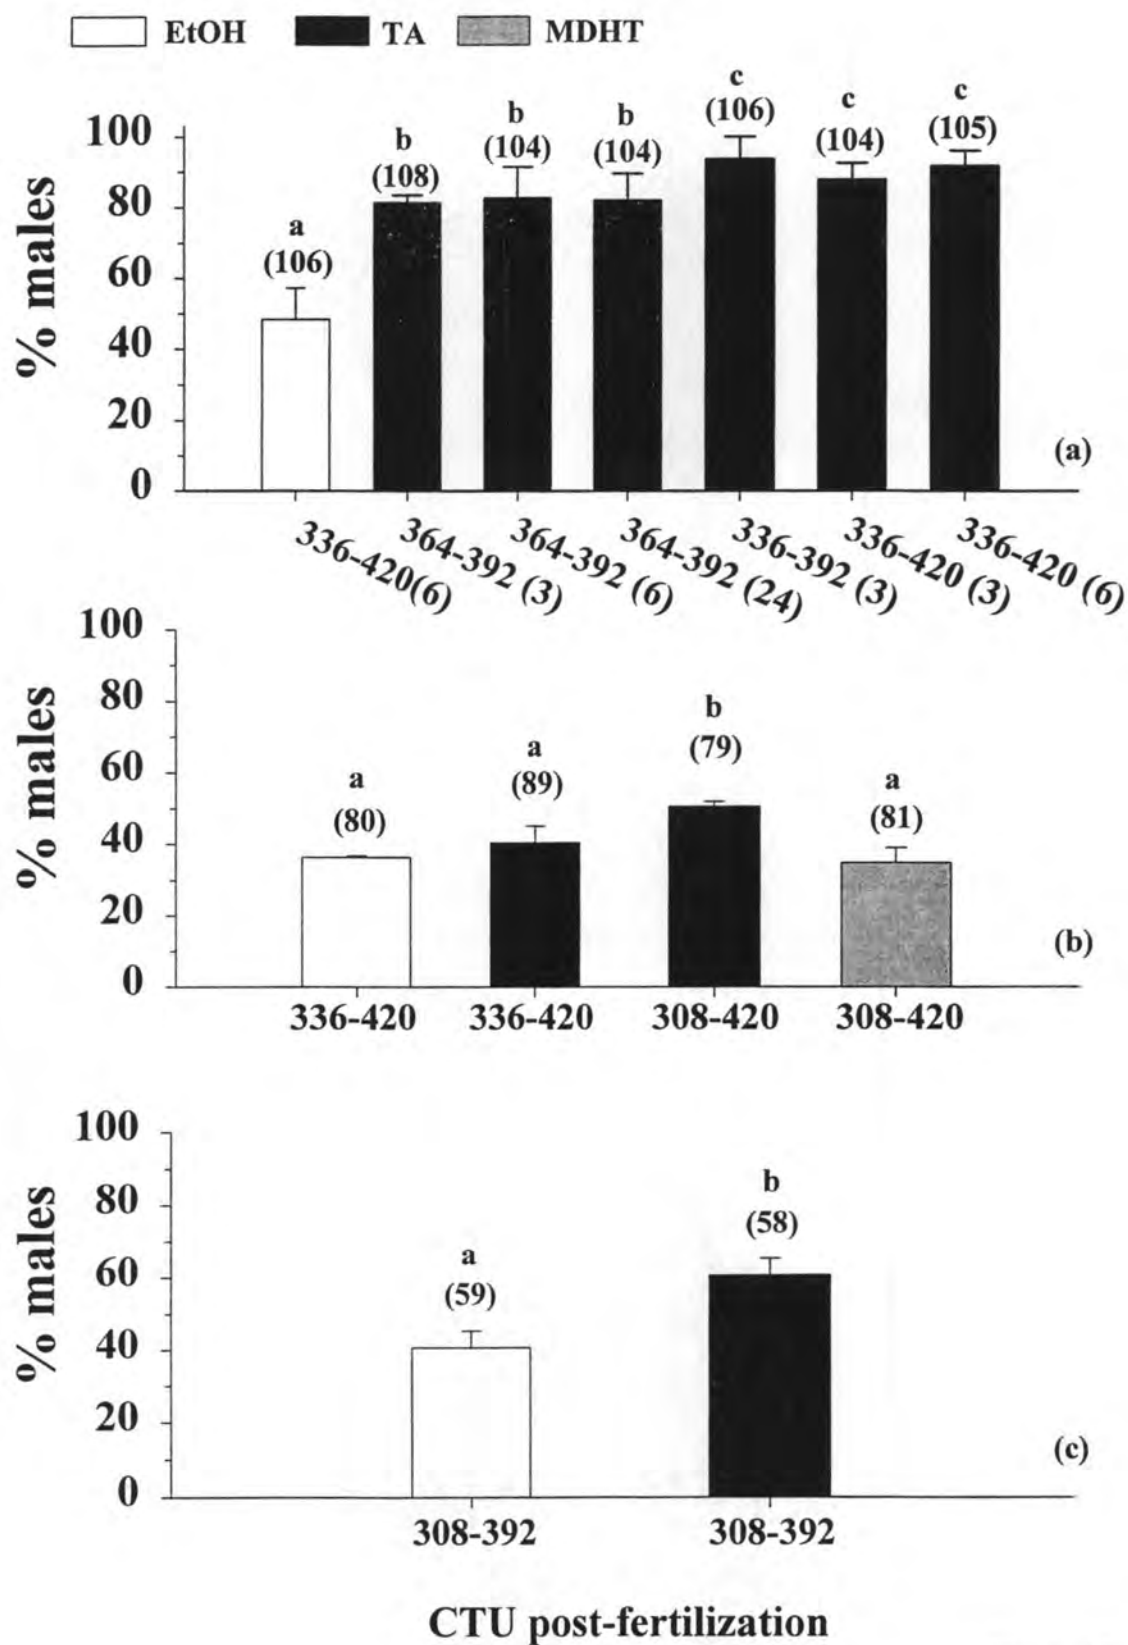 EtOH TA MDHT
% males
100
80
60
40
20
0
a
(106)
b
(108)
b
(104)
b
(104)
c
(106)
c
(104)
c
(105)
(a)
336-420(6)
364-392 (3)
364-392 (6)
364-392 (24)
336-392 (3)
336-420 (3)
336-420 (6)
% males
100
80
60
40
20
0
a
(80)
a
(89)
b
(79)
a
(81)
(b)
336-420 336-420 308-420 308-420
% males
100
80
60
40
20
0
a
(59)
b
(58)
(c)
308-392 308-392
CTU post-fertilization